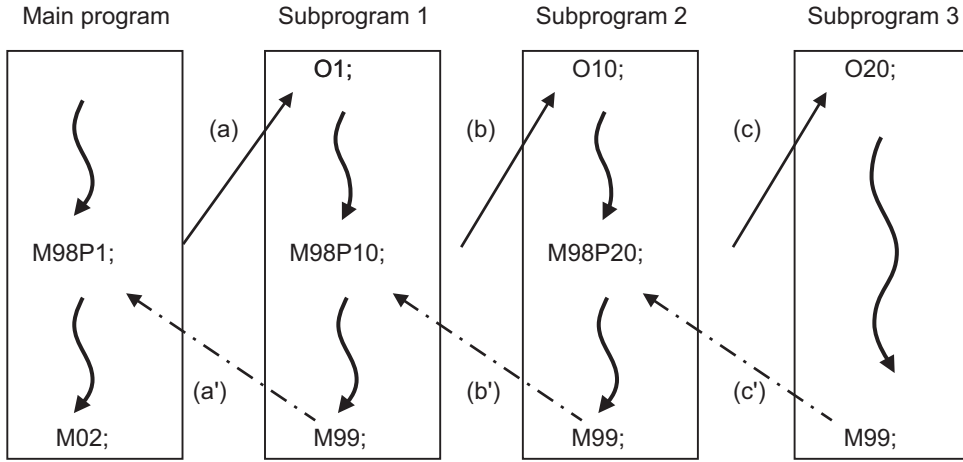 Main program Subprogram 1 Subprogram 2 Subprogram 3
O1; O10; O20;
(a) (b) (c)
M98P1; M98P10; M98P20;
(a') (b') (c')
M02; M99; M99; M99;